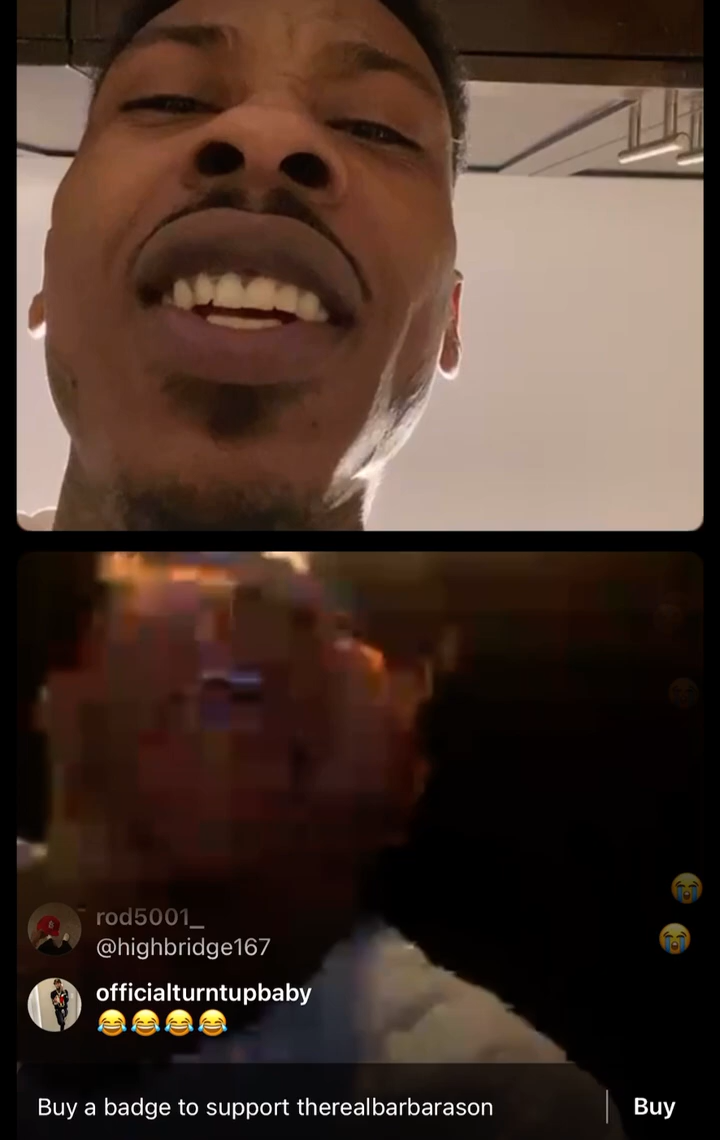 rod5001_
@highbridge167
officialturntupbaby
😂😂😂😂
Buy a badge to support therealbarbarason
Buy